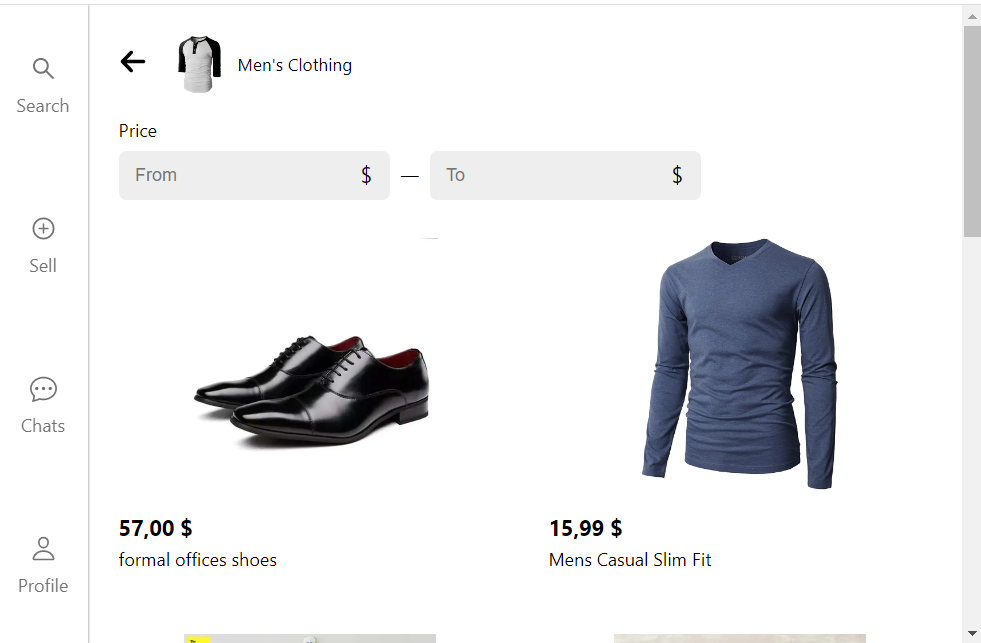 Search
Sell
Chats
Profile
Men's Clothing
Price
From $ — To $
57,00 $
formal offices shoes
15,99 $
Mens Casual Slim Fit